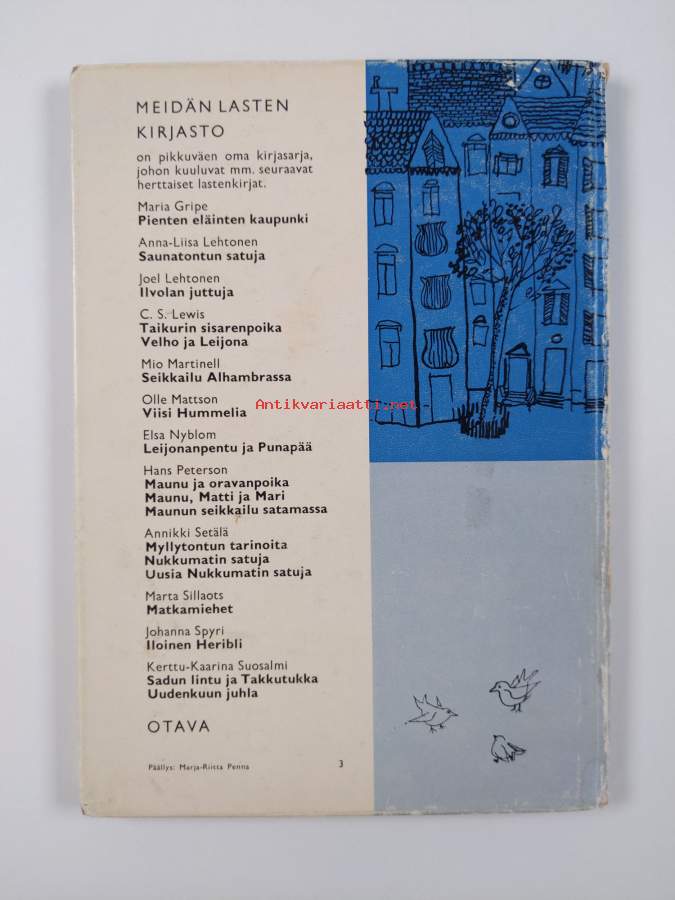 MEIDÄN LASTEN
KIRJASTO
on pikkuväen oma kirjasarja,
johon kuuluvat mm. seuraavat
herttaiset lastenkirjat.
Maria Gripe
Pienten eläinten kaupunki
Anna-Liisa Lehtonen
Saunatontun satuja
Joel Lehtonen
Ilvolan juttuja
C. S. Lewis
Taikurin sisarenpoika
Velho ja Leijona
Mio Martinell
Seikkailu Alhambrassa
Olle Mattson
Viisi Hummelia
Elsa Nyblom
Leijonanpentu ja Punapää
Hans Peterson
Maunu ja oravanpoika
Maunu, Matti ja Mari
Maunun seikkailu satamassa
Annikki Setälä
Myllytontun tarinoita
Nukkumatin satuja
Uusia Nukkumatin satuja
Marta Sillaots
Matkamiehet
Johanna Spyri
Iloinen Heribli
Kerttu-Kaarina Suosalmi
Sadun lintu ja Takkutukka
Uudenkuun juhla
OTAVA
Päällys: Marja-Riitta Penna 3
Antikvariaatti.net